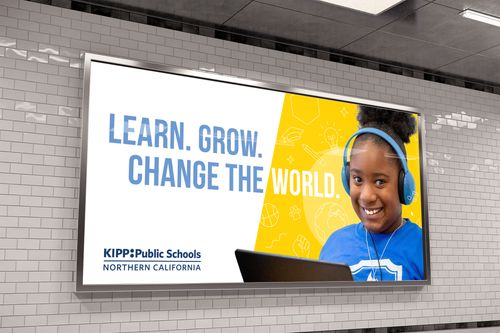 LEARN. GROW.
CHANGE THE WORLD.
KIPP:Public Schools
NORTHERN CALIFORNIA